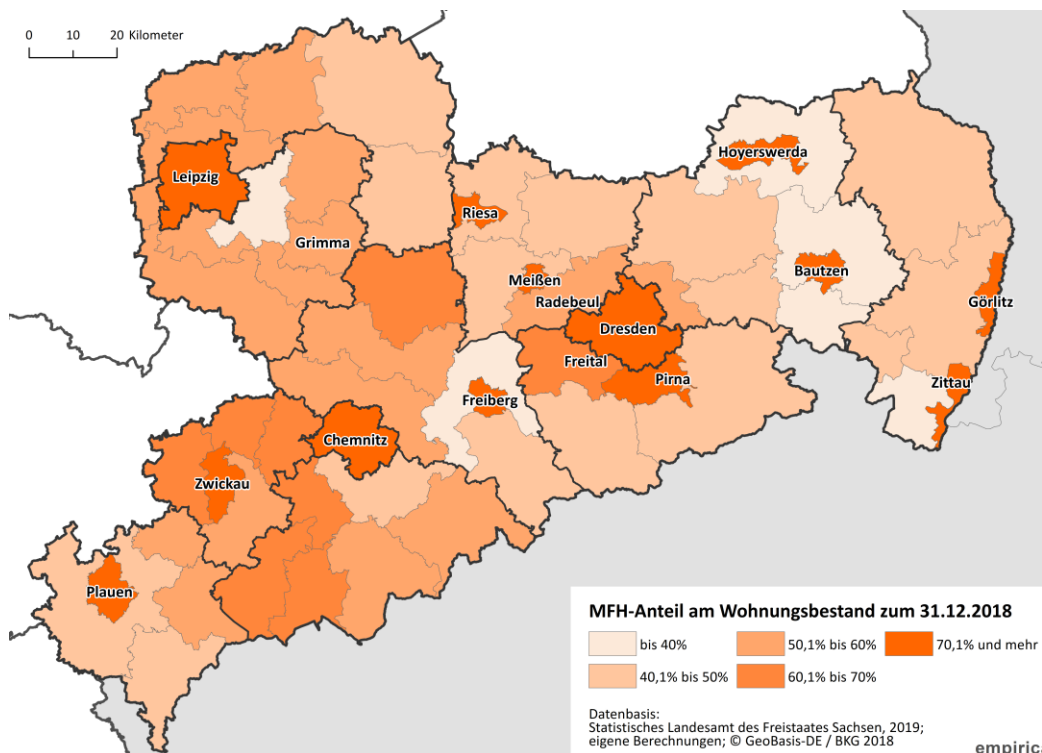 0 10 20 Kilometer
Hoyerswerda
Leipzig
Riesa
Grimma
Bautzen
Meißen
Radebeul
Görlitz
Dresden
Freital
Pirna
Zittau
Freiberg
Chemnitz
Zwickau
Plauen
MFH-Anteil am Wohnungsbestand zum 31.12.2018
bis 40% 50,1% bis 60% 70,1% und mehr
40,1% bis 50% 60,1% bis 70%
Datenbasis:
Statistisches Landesamt des Freistaates Sachsen, 2019;
eigene Berechnungen; © GeoBasis-DE / BKG 2018
empirica